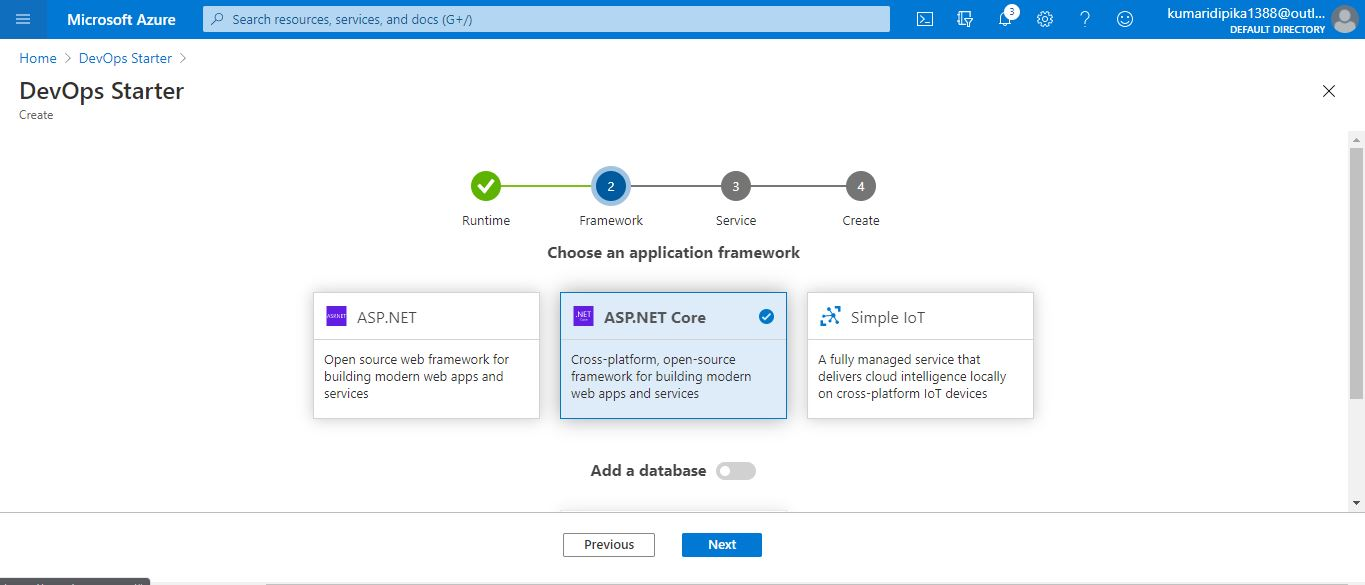 Microsoft Azure
Search resources, services, and docs (G+/)
3
kumaridipika1388@outl...
DEFAULT DIRECTORY
Home > DevOps Starter >
DevOps Starter
Create
2
3
4
Runtime
Framework
Service
Create
Choose an application framework
ASP.NET
ASP.NET
Open source web framework for
building modern web apps and
services
.NET
Core
ASP.NET Core
Cross-platform, open-source
framework for building modern
web apps and services
Simple IoT
A fully managed service that
delivers cloud intelligence locally
on cross-platform IoT devices
Add a database
Previous
Next